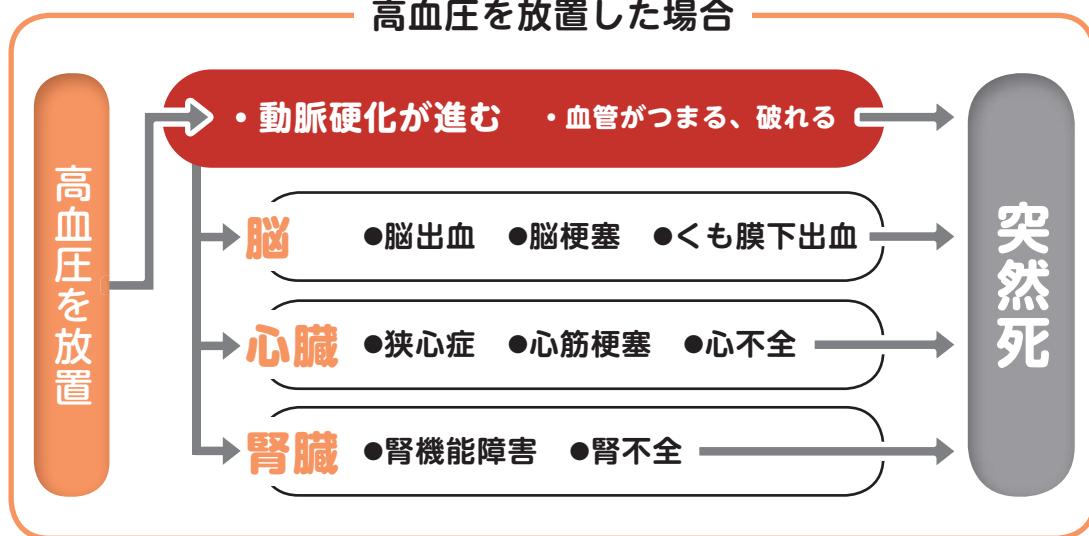 高血圧を放置した場合
高血圧を放置
・動脈硬化が進む ・血管がつまる、破れる
脳 ●脳出血 ●脳梗塞 ●くも膜下出血
心臓 ●狭心症 ●心筋梗塞 ●心不全
腎臓 ●腎機能障害 ●腎不全
突然死